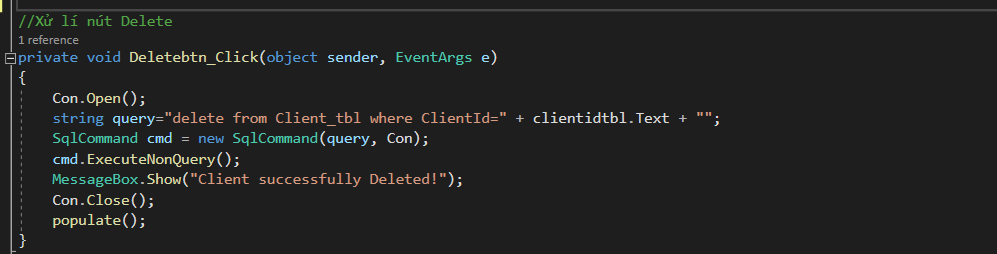 //Xử lí nút Delete
1 reference
private void Deletebtn_Click(object sender, EventArgs e)
{
Con.Open();
string query="delete from Client_tbl where ClientId=" + clientidtbl.Text + "";
SqlCommand cmd = new SqlCommand(query, Con);
cmd.ExecuteNonQuery();
MessageBox.Show("Client successfully Deleted!");
Con.Close();
populate();
}